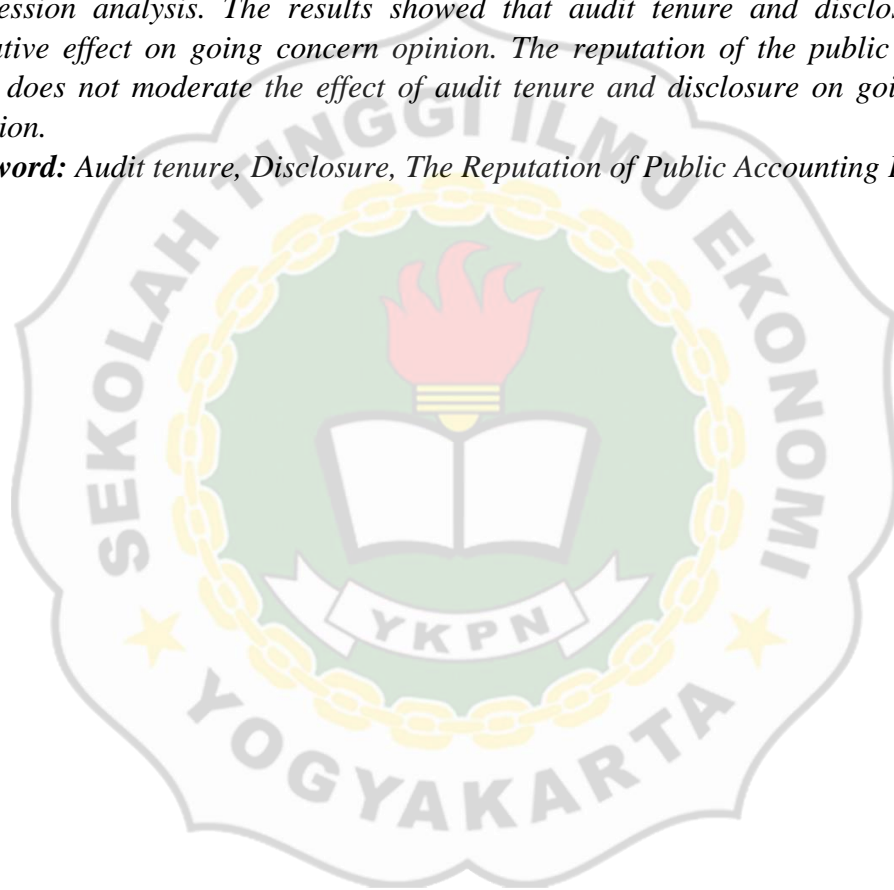 ession analysis. The results showed that audit tenure and disclos
ative effect on going concern opinion. The reputation of the public
does not moderate the effect of audit tenure and disclosure on goi
ion.
word: Audit tenure, Disclosure, The Reputation of Public Accounting
SEKOLAH TINGGI ILMU EKONOMI
YKPN
YOGYAKARTA